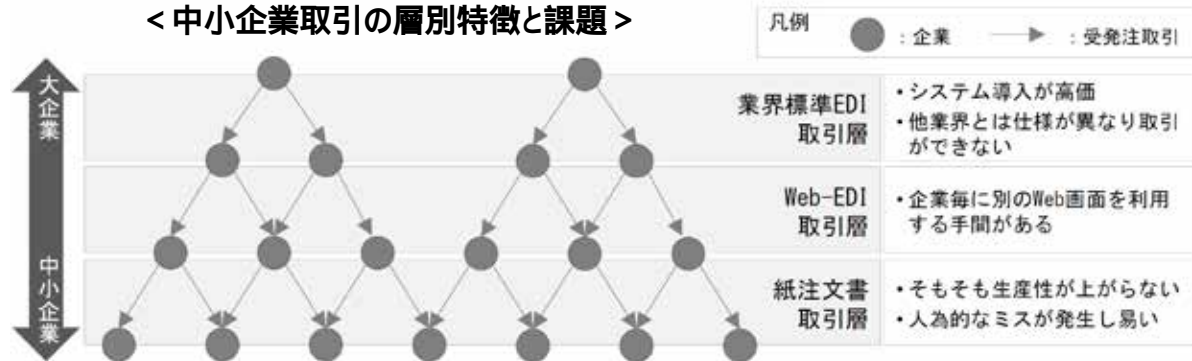 <中小企業取引の層別特徴と課題>
凡例
：企業
：受発注取引
大企業
中小企業
業界標準EDI
取引層
・システム導入が高価
・他業界とは仕様が異なり取引
ができない
Web-EDI
取引層
・企業毎に別のWeb画面を利用
する手間がある
紙注文書
取引層
・そもそも生産性が上がらない
・人為的なミスが発生し易い